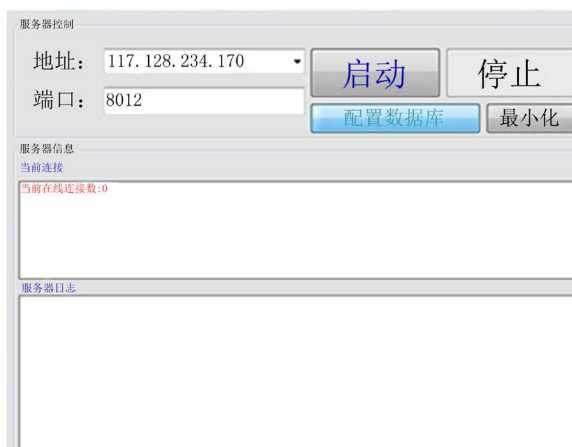 服务器控制
地址： 117.128.234.170 启动 停止
端口： 8012 配置数据库 最小化
服务器信息
当前连接
当前在线连接数:0
服务器日志